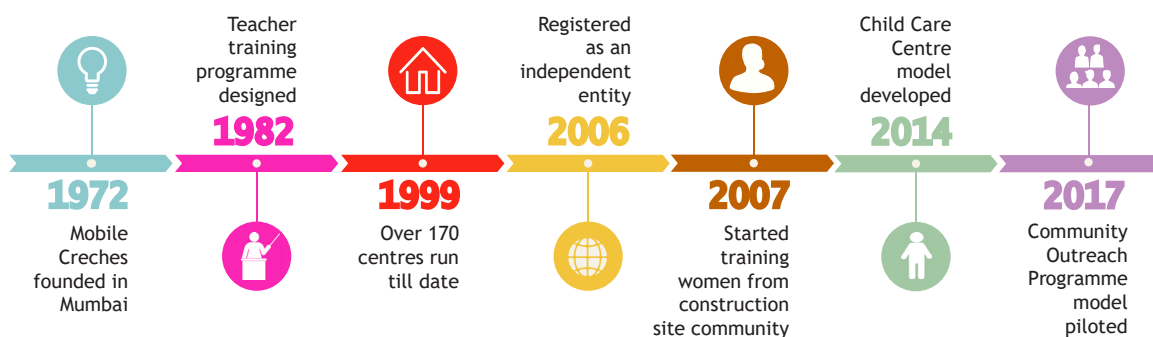 1972
Mobile
Creches
founded in
Mumbai
Teacher
training
programme
designed
1982
1999
Over 170
centres run
till date
Registered
as an
independent
entity
2006
2007
Started
training
women from
construction
site community
Child Care
Centre
model
developed
2014
2017
Community
Outreach
Programme
model
piloted